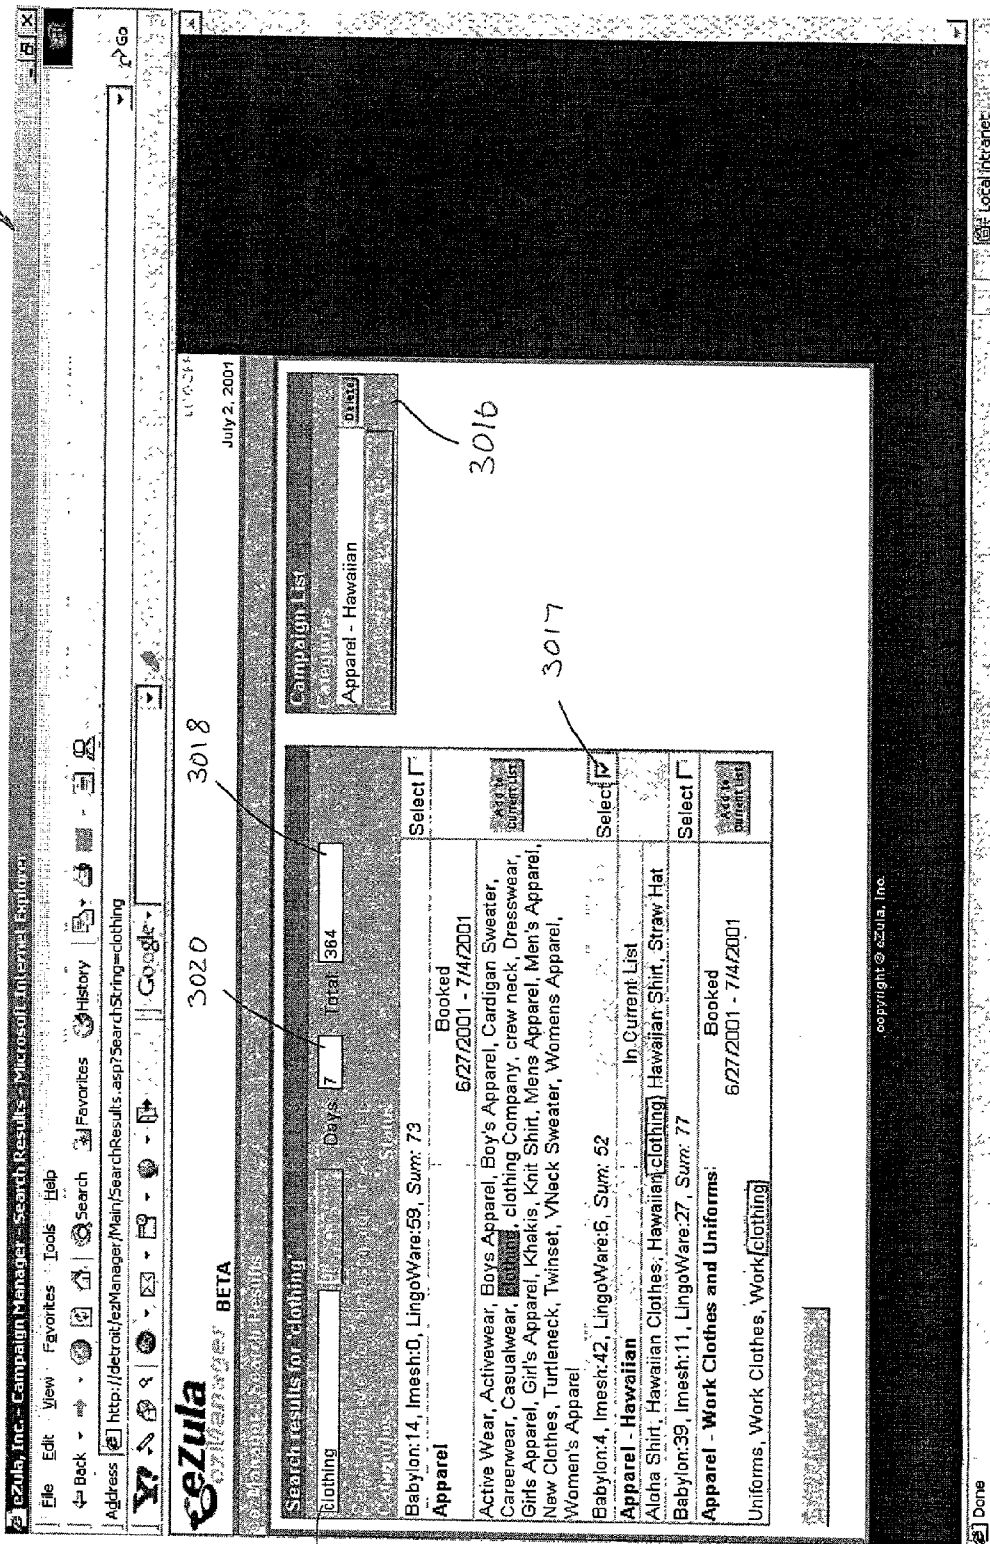 eZula, Inc. - Campaign Manager - Search Results - Microsoft Internet Explorer
File Edit View Favorites Tools Help
Back Search Favorites History
Address http://detroit/ezManager/Main/SearchResults.asp?SearchString=clothing Go
Y! Google
eZula
ezManager BETA
July 2, 2001
3020
3018
Search results for 'clothing'
clothing Days 7 Total 364
Status
Babylon:14, Imesh:0, LingoWare:59, Sum: 73 Select
Apparel Booked
6/27/2001 - 7/4/2001
Active Wear, Activewear, Boys Apparel, Boy's Apparel, Cardigan Sweater,
Careerwear, Casualwear, clothing, clothing Company, crew neck, Dresswear,
Girls Apparel, Girl's Apparel, Khakis, Knit Shirt, Mens Apparel, Men's Apparel,
New Clothes, Turtleneck, Twinset, VNeck Sweater, Womens Apparel,
Women's Apparel
Add to
Current List
Babylon:4, Imesh:42, LingoWare:6, Sum: 52 Select
Apparel - Hawaiian In Current List
Aloha Shirt, Hawaiian Clothes, Hawaiian clothing, Hawaiian Shirt, Straw Hat
Babylon:39, Imesh:11, LingoWare:27, Sum: 77 Select
Apparel - Work Clothes and Uniforms Booked
6/27/2001 - 7/4/2001
Add to
Current List
Uniforms, Work Clothes, Work clothing
Campaign List
Categories
Apparel - Hawaiian Delete
3016
3017
copyright © eZula, Inc.
Done Local intranet